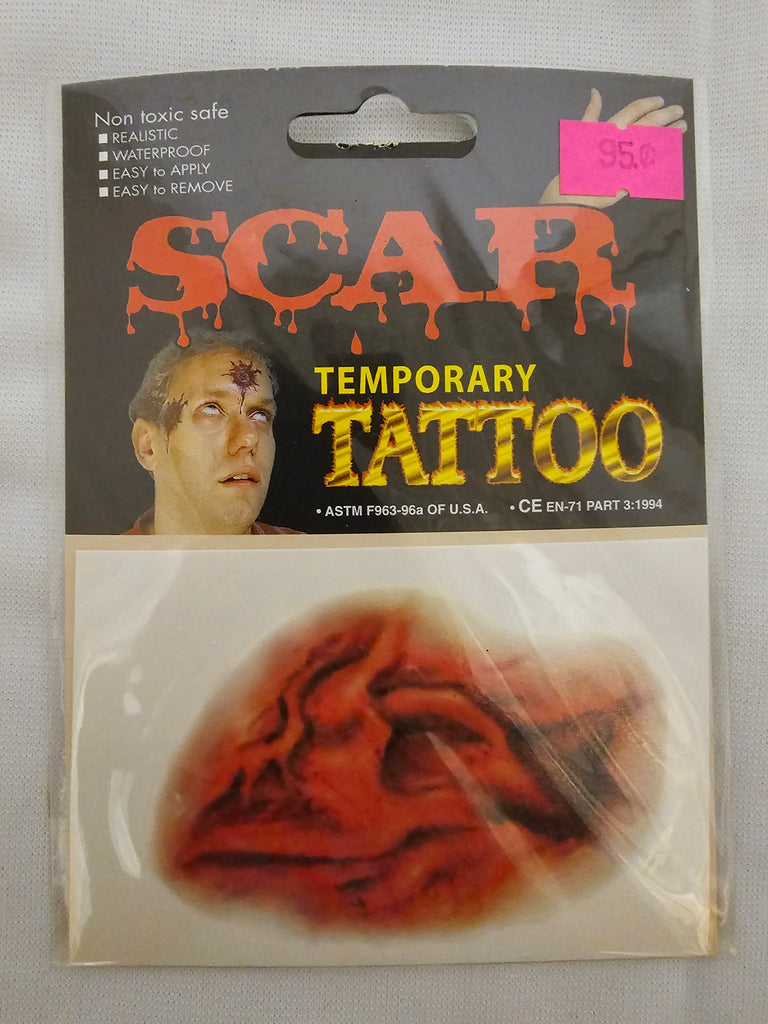 Non toxic safe
■ REALISTIC
■ WATERPROOF
■ EASY to APPLY
■ EASY to REMOVE
95.¢
SCAR
TEMPORARY
TATTOO
• ASTM F963-96a OF U.S.A. • CE EN-71 PART 3:1994